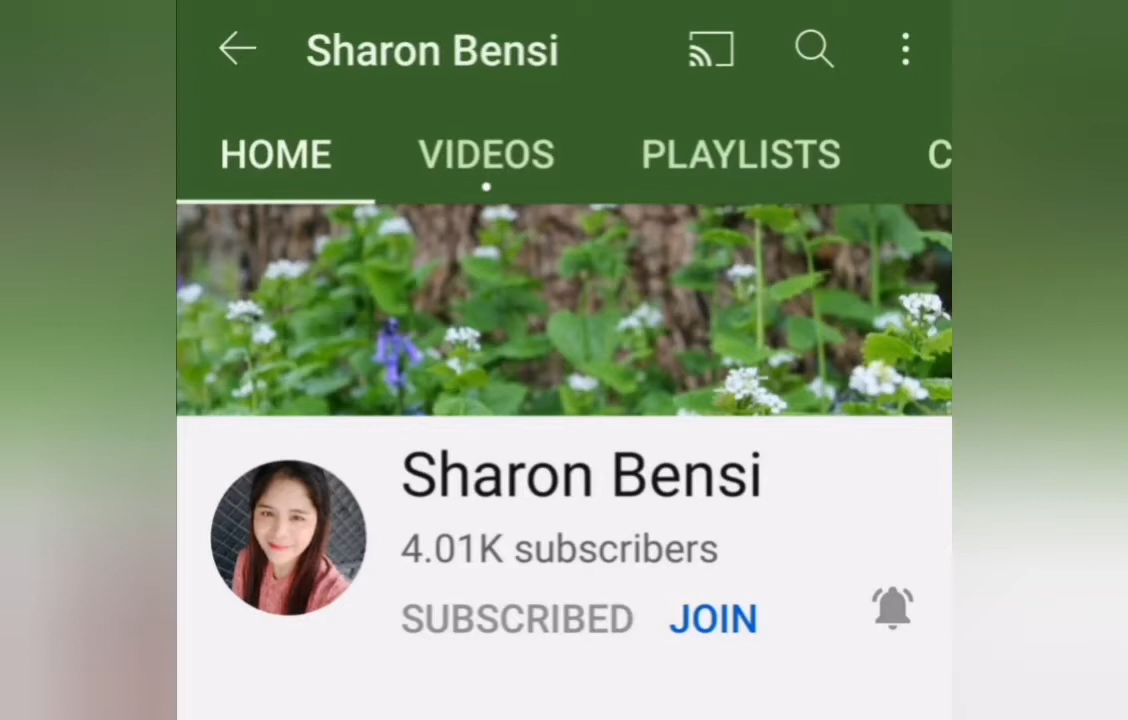 Sharon Bensi
HOME VIDEOS PLAYLISTS C
Sharon Bensi
4.01K subscribers
SUBSCRIBED JOIN